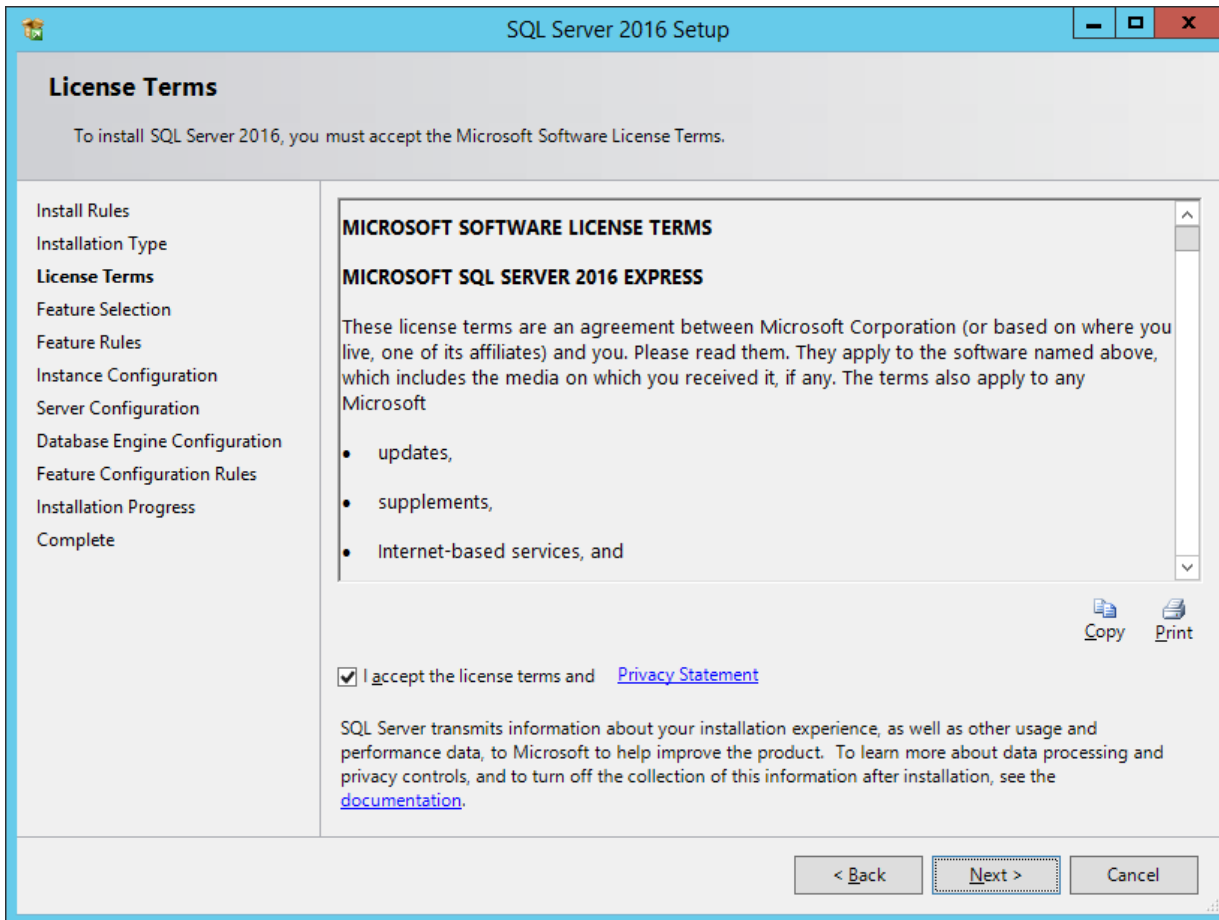 SQL Server 2016 Setup
License Terms
To install SQL Server 2016, you must accept the Microsoft Software License Terms.
Install Rules
Installation Type
License Terms
Feature Selection
Feature Rules
Instance Configuration
Server Configuration
Database Engine Configuration
Feature Configuration Rules
Installation Progress
Complete
MICROSOFT SOFTWARE LICENSE TERMS
MICROSOFT SQL SERVER 2016 EXPRESS
These license terms are an agreement between Microsoft Corporation (or based on where you
live, one of its affiliates) and you. Please read them. They apply to the software named above,
which includes the media on which you received it, if any. The terms also apply to any
Microsoft
• updates,
• supplements,
• Internet-based services, and
Copy
Print
I accept the license terms and Privacy Statement
SQL Server transmits information about your installation experience, as well as other usage and
performance data, to Microsoft to help improve the product. To learn more about data processing and
privacy controls, and to turn off the collection of this information after installation, see the
documentation.
< Back
Next >
Cancel